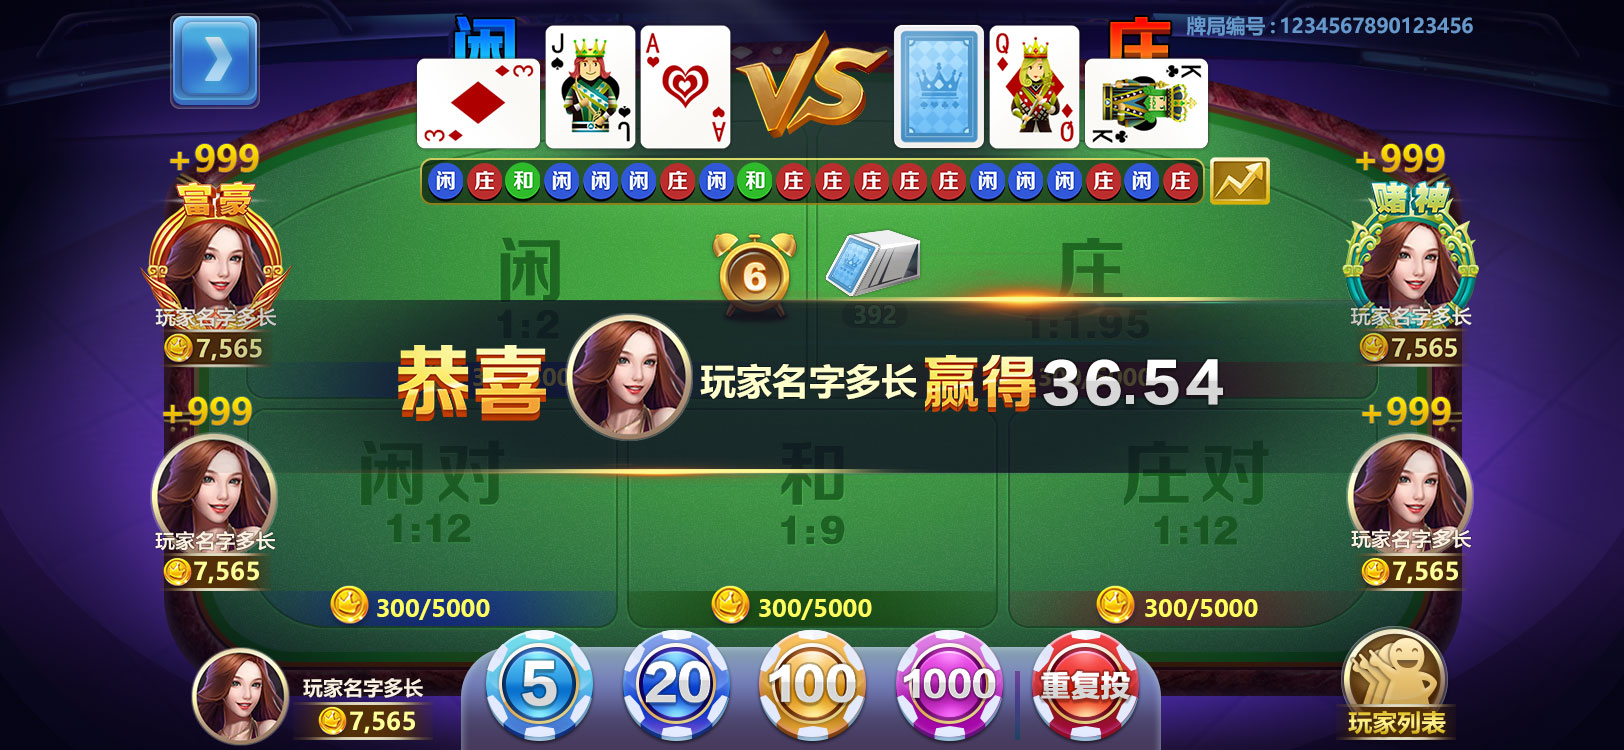 闲
庄
牌局编号:1234567890123456
3
3
J
J
A
A
VS
Q
Q
K
K
闲 庄 和 闲 闲 闲 庄 闲 和 庄 庄 庄 庄 庄 闲 闲 闲 庄 闲 庄
+999
富豪
玩家名字多长
7,565
+999
赌神
玩家名字多长
7,565
闲
1:2
6
392
庄
1:1.95
恭喜
玩家名字多长
赢得36.54
+999
玩家名字多长
7,565
+999
玩家名字多长
7,565
闲对
1:12
和
1:9
庄对
1:12
300/5000
300/5000
300/5000
玩家名字多长
7,565
5
20
100
1000
重复投
玩家列表